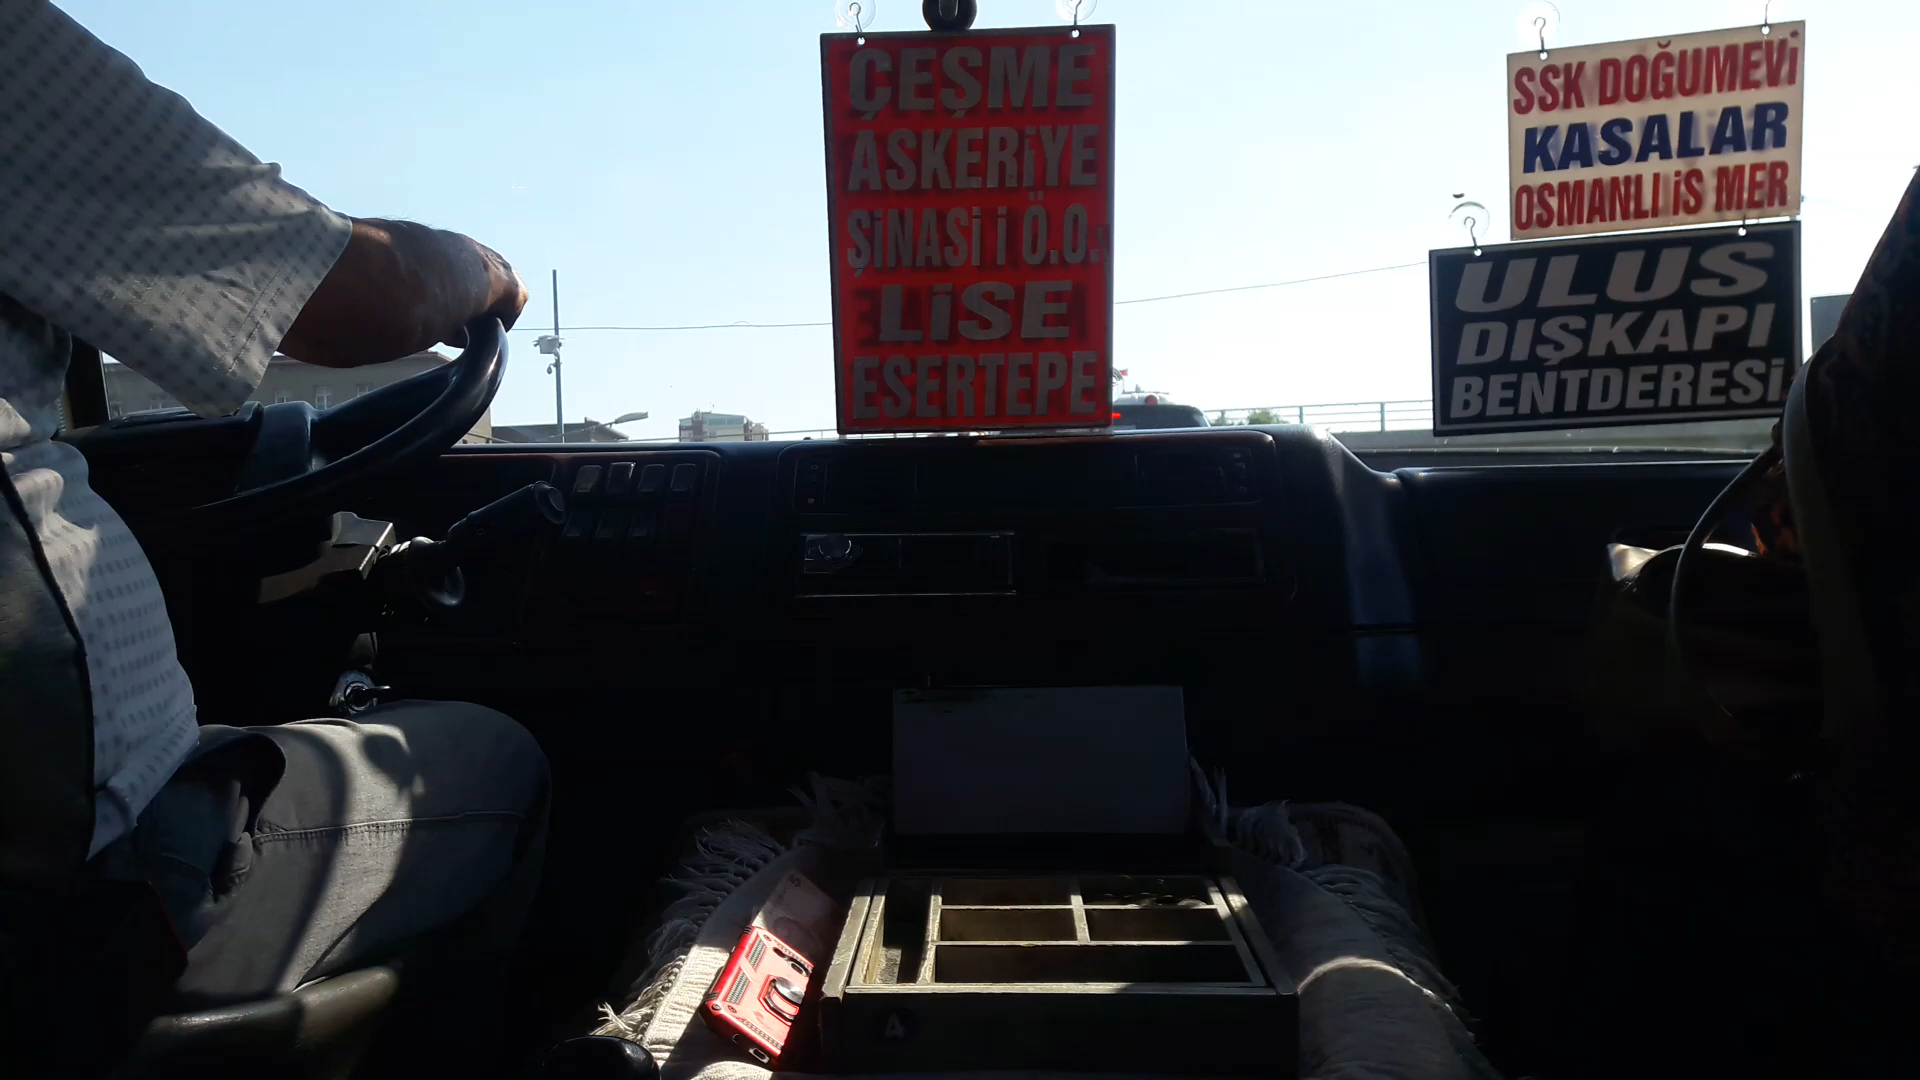 ÇEŞME
ASKERİYE
ŞİNASİ İ Ö.O.
LİSE
ESERTEPE
SSK DOĞUMEVİ
KASALAR
OSMANLI İS MER
ULUS
DIŞKAPI
BENTDERESİ
A